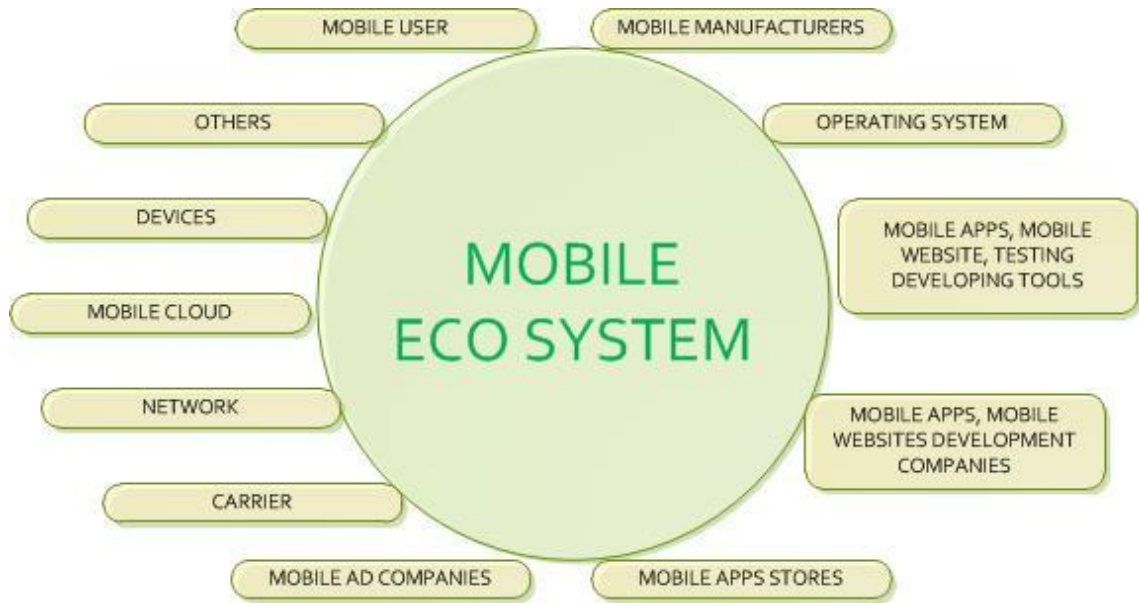 MOBILE USER
MOBILE MANUFACTURERS
OTHERS
OPERATING SYSTEM
DEVICES
MOBILE APPS, MOBILE
WEBSITE, TESTING
DEVELOPING TOOLS
MOBILE
ECO SYSTEM
MOBILE CLOUD
NETWORK
MOBILE APPS, MOBILE
WEBSITES DEVELOPMENT
COMPANIES
CARRIER
MOBILE AD COMPANIES
MOBILE APPS STORES